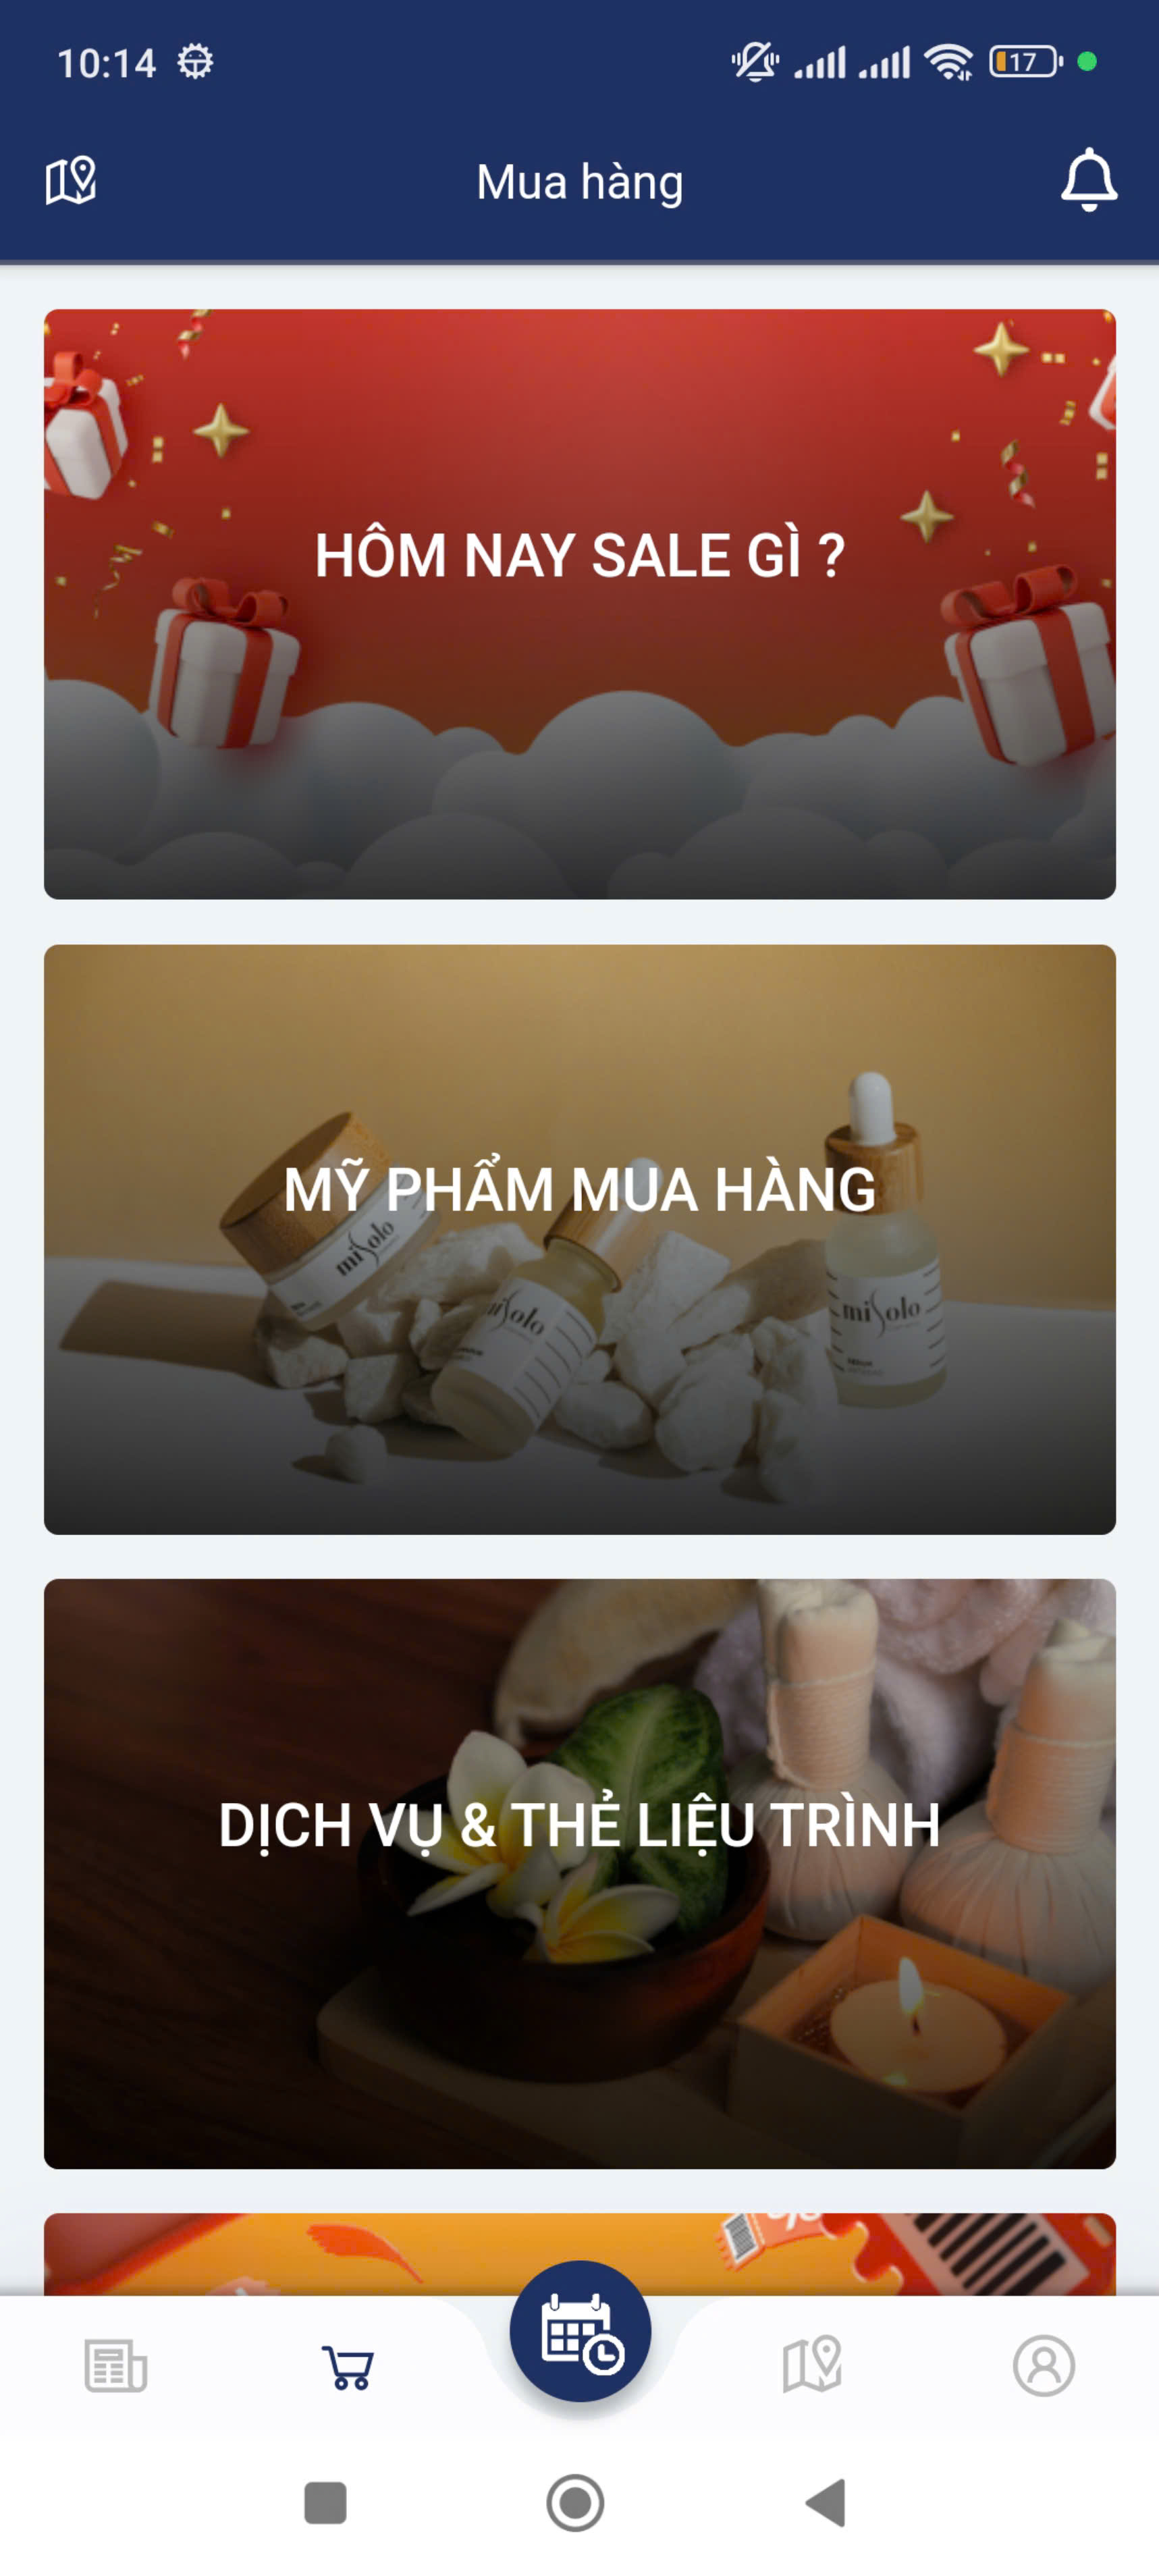 10:14
17
Mua hàng
HÔM NAY SALE GÌ ?
MỸ PHẨM MUA HÀNG
misolo
misolo
misolo
DỊCH VỤ & THẺ LIỆU TRÌNH